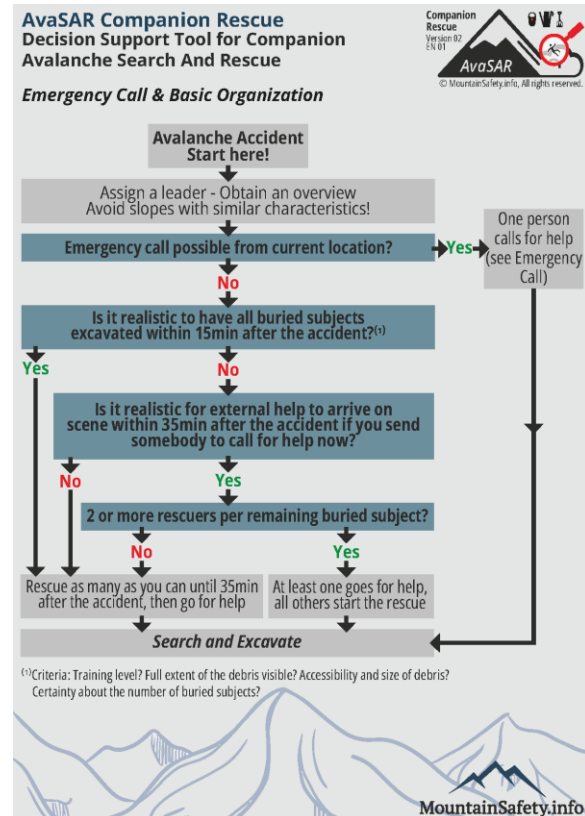 AvaSAR Companion Rescue
Decision Support Tool for Companion
Avalanche Search And Rescue
Emergency Call & Basic Organization
Companion
Rescue
Version 02
EN 01
AvaSAR
© MountainSafety.info, All rights reserved.
Avalanche Accident
Start here!
Assign a leader - Obtain an overview
Avoid slopes with similar characteristics!
Emergency call possible from current location?
Yes
One person
calls for help
(see Emergency
Call)
No
Is it realistic to have all buried subjects
excavated within 15min after the accident?⁽¹⁾
Yes
No
Is it realistic for external help to arrive on
scene within 35min after the accident if you send
somebody to call for help now?
No
Yes
2 or more rescuers per remaining buried subject?
No
Yes
Rescue as many as you can until 35min
after the accident, then go for help
At least one goes for help,
all others start the rescue
Search and Excavate
⁽¹⁾Criteria: Training level? Full extent of the debris visible? Accessibility and size of debris?
Certainty about the number of buried subjects?
MountainSafety.info